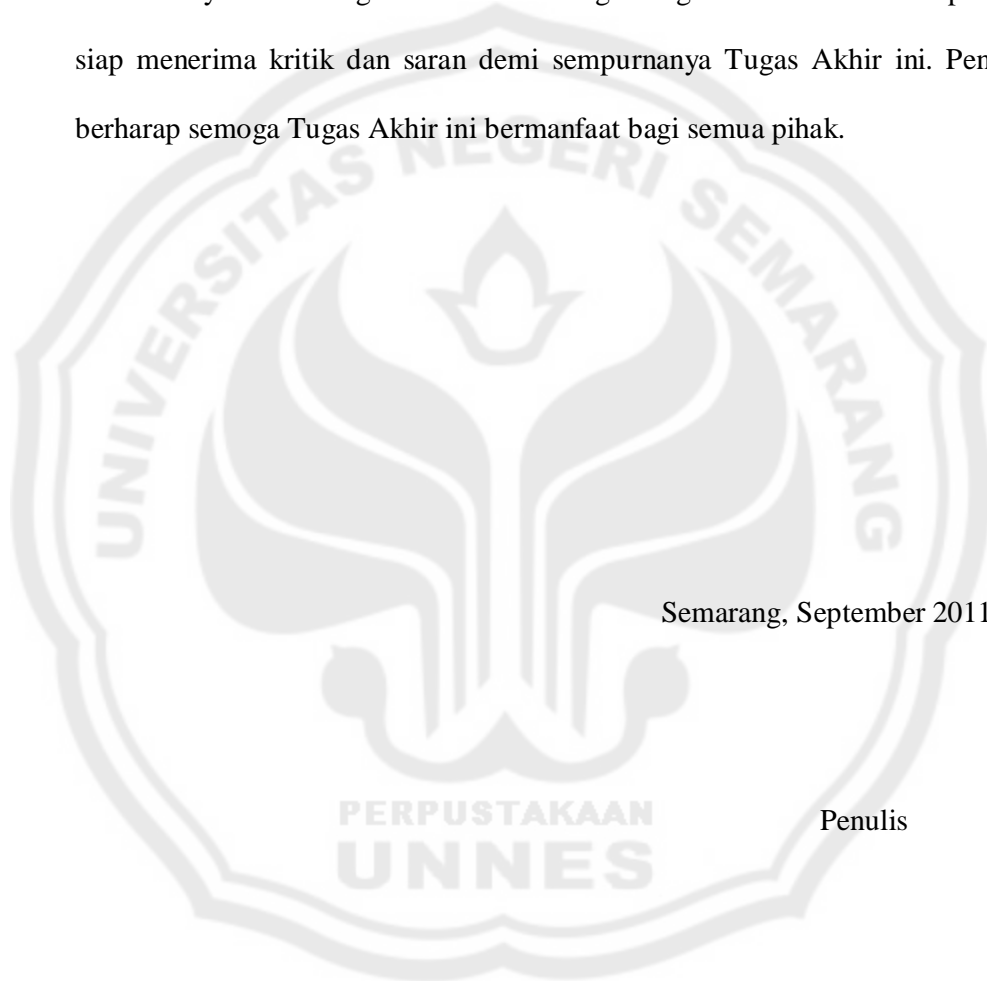 siap menerima kritik dan saran demi sempurnanya Tugas Akhir ini. Pen
berharap semoga Tugas Akhir ini bermanfaat bagi semua pihak.
UNIVERSITAS NEGERI SEMARANG
Semarang, September 2011
PERPUSTAKAAN
UNNES
Penulis